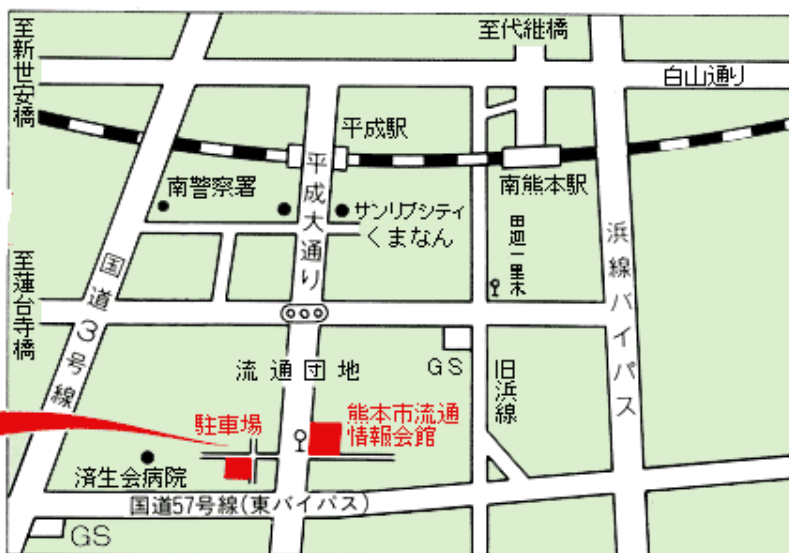 至新世安橋
至代継橋
白山通り
平成駅
南警察署
南熊本駅
サンリブシティ
くまなん
平成大通り
田迎一里木
浜線バイパス
至蓮台寺橋
国道3号線
流通団地
GS
旧浜線
駐車場
熊本市流通
情報会館
済生会病院
国道57号線(東バイパス)
GS